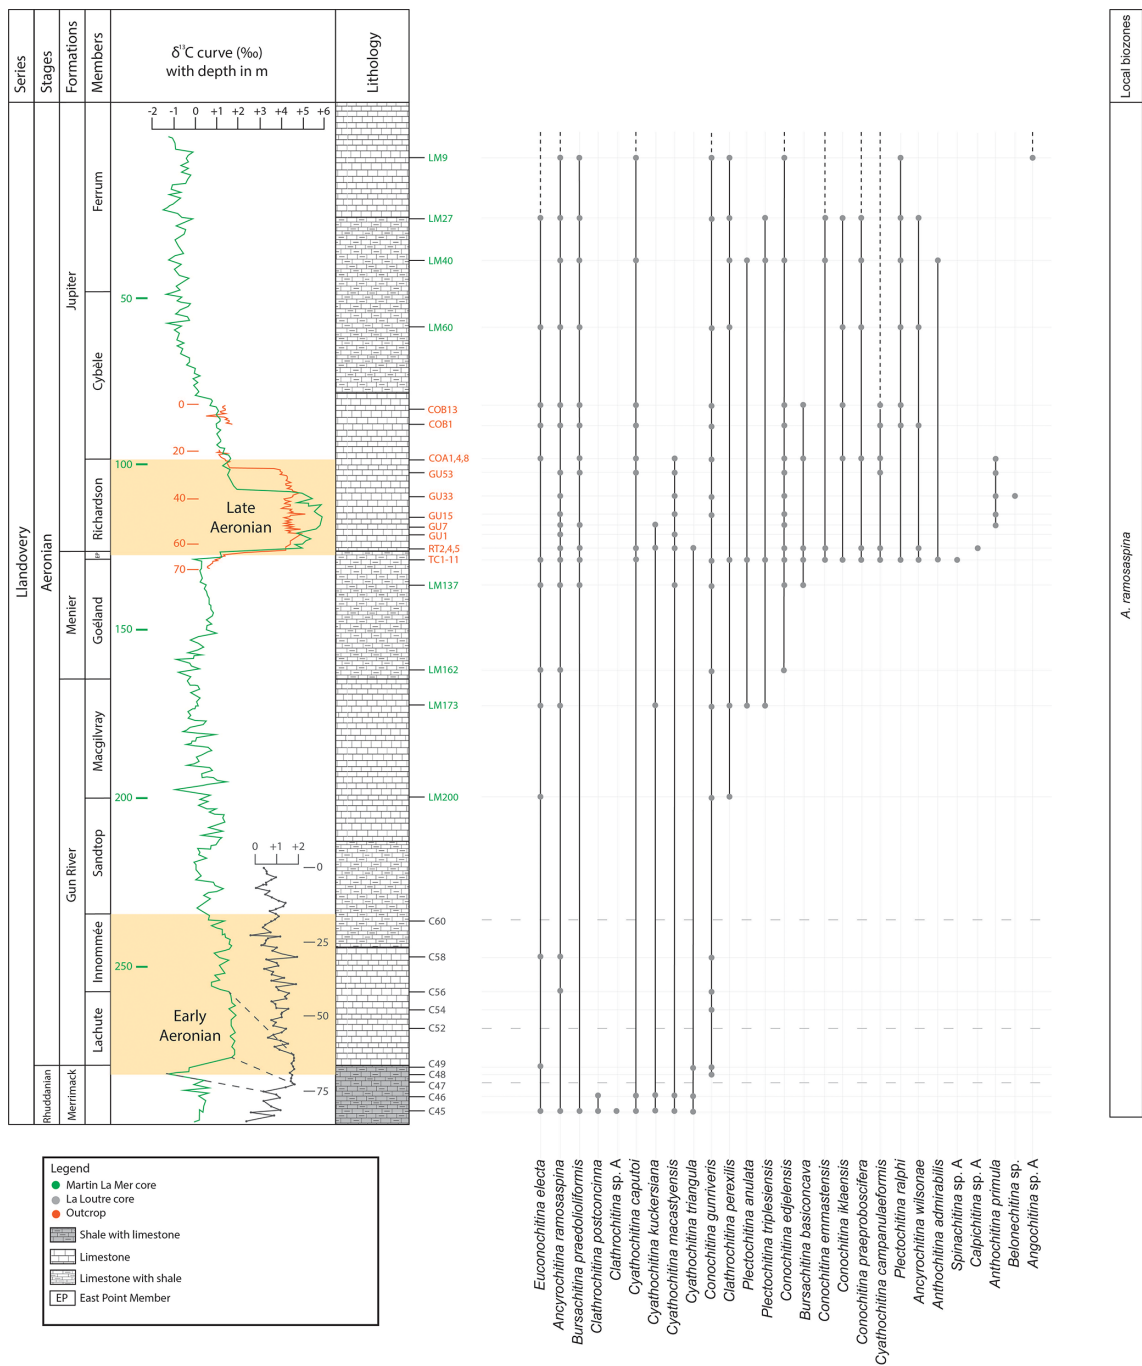 Series
Stages
Formations
Members
δ¹³C curve (‰)
with depth in m
Lithology
Local biozones
-2 -1 0 +1 +2 +3 +4 +5 +6
Llandovery
Aeronian
Rhuddanian
Jupiter
Menier
Gun River
Merrimack
Ferrum
Cybèle
Richardson
EP
Goéland
Macgilvray
Sandtop
Innommée
Lachute
50
100
150
200
250
0
20
40
60
70
Late
Aeronian
Early
Aeronian
0 +1 +2
0
25
50
75
LM9
LM27
LM40
LM60
COB13
COB1
COA1,4,8
GU53
GU33
GU15
GU7
GU1
RT2,4,5
TC1-11
LM137
LM162
LM173
LM200
C60
C58
C56
C54
C52
C49
C48
C47
C46
C45
A. ramosaspina
Euconochitina electa
Ancyrochitina ramosaspina
Bursachitina praedolioliformis
Clathrochitina postconcinna
Clathrochitina sp. A
Cyathochitina caputoi
Cyathochitina kuckersiana
Cyathochitina macastyensis
Cyathochitina triangula
Conochitina gunriveris
Clathrochitina perexilis
Plectochitina anulata
Plectochitina triplesiensis
Conochitina edjelensis
Bursachitina basiconcava
Conochitina emmastensis
Conochitina iklaensis
Conochitina praeproboscifera
Cyathochitina campanulaeformis
Plectochitina ralphi
Ancyrochitina wilsonae
Anthochitina admirabilis
Spinachitina sp. A
Calpichitina sp. A
Anthochitina primula
Belonechitina sp.
Angochitina sp. A
Legend
Martin La Mer core
La Loutre core
Outcrop
Shale with limestone
Limestone
Limestone with shale
EP East Point Member